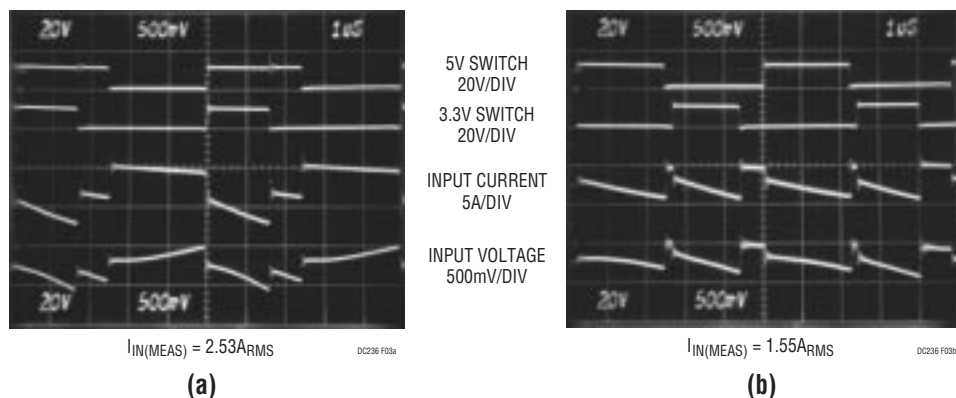 20V 500mV 1uS
20V 500mV
5V SWITCH
20V/DIV
3.3V SWITCH
20V/DIV
INPUT CURRENT
5A/DIV
INPUT VOLTAGE
500mV/DIV
20V 500mV 1uS
20V 500mV
IIN(MEAS) = 2.53ARMS
DC236 F03a
(a)
IIN(MEAS) = 1.55ARMS
DC236 F03b
(b)